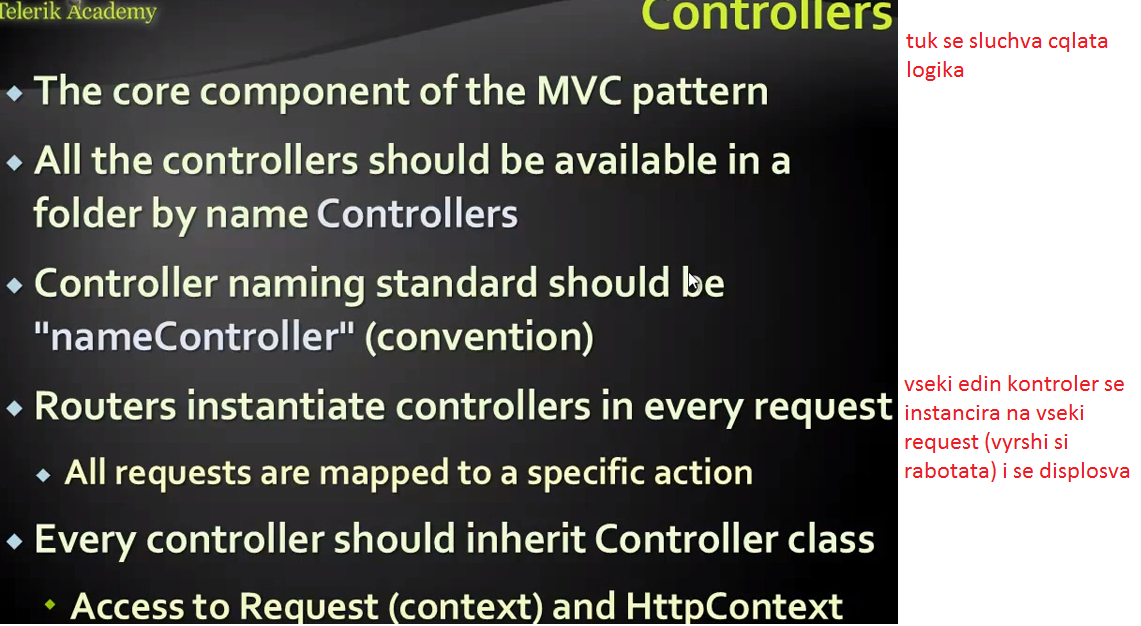 Telerik Academy
Controllers
The core component of the MVC pattern
All the controllers should be available in a
folder by name Controllers
Controller naming standard should be
"nameController" (convention)
Routers instantiate controllers in every request
All requests are mapped to a specific action
Every controller should inherit Controller class
Access to Request (context) and HttpContext
tuk se sluchva cqlata
logika
vseki edin kontroler se
instancira na vseki
request (vyrshi si
rabotata) i se displosva